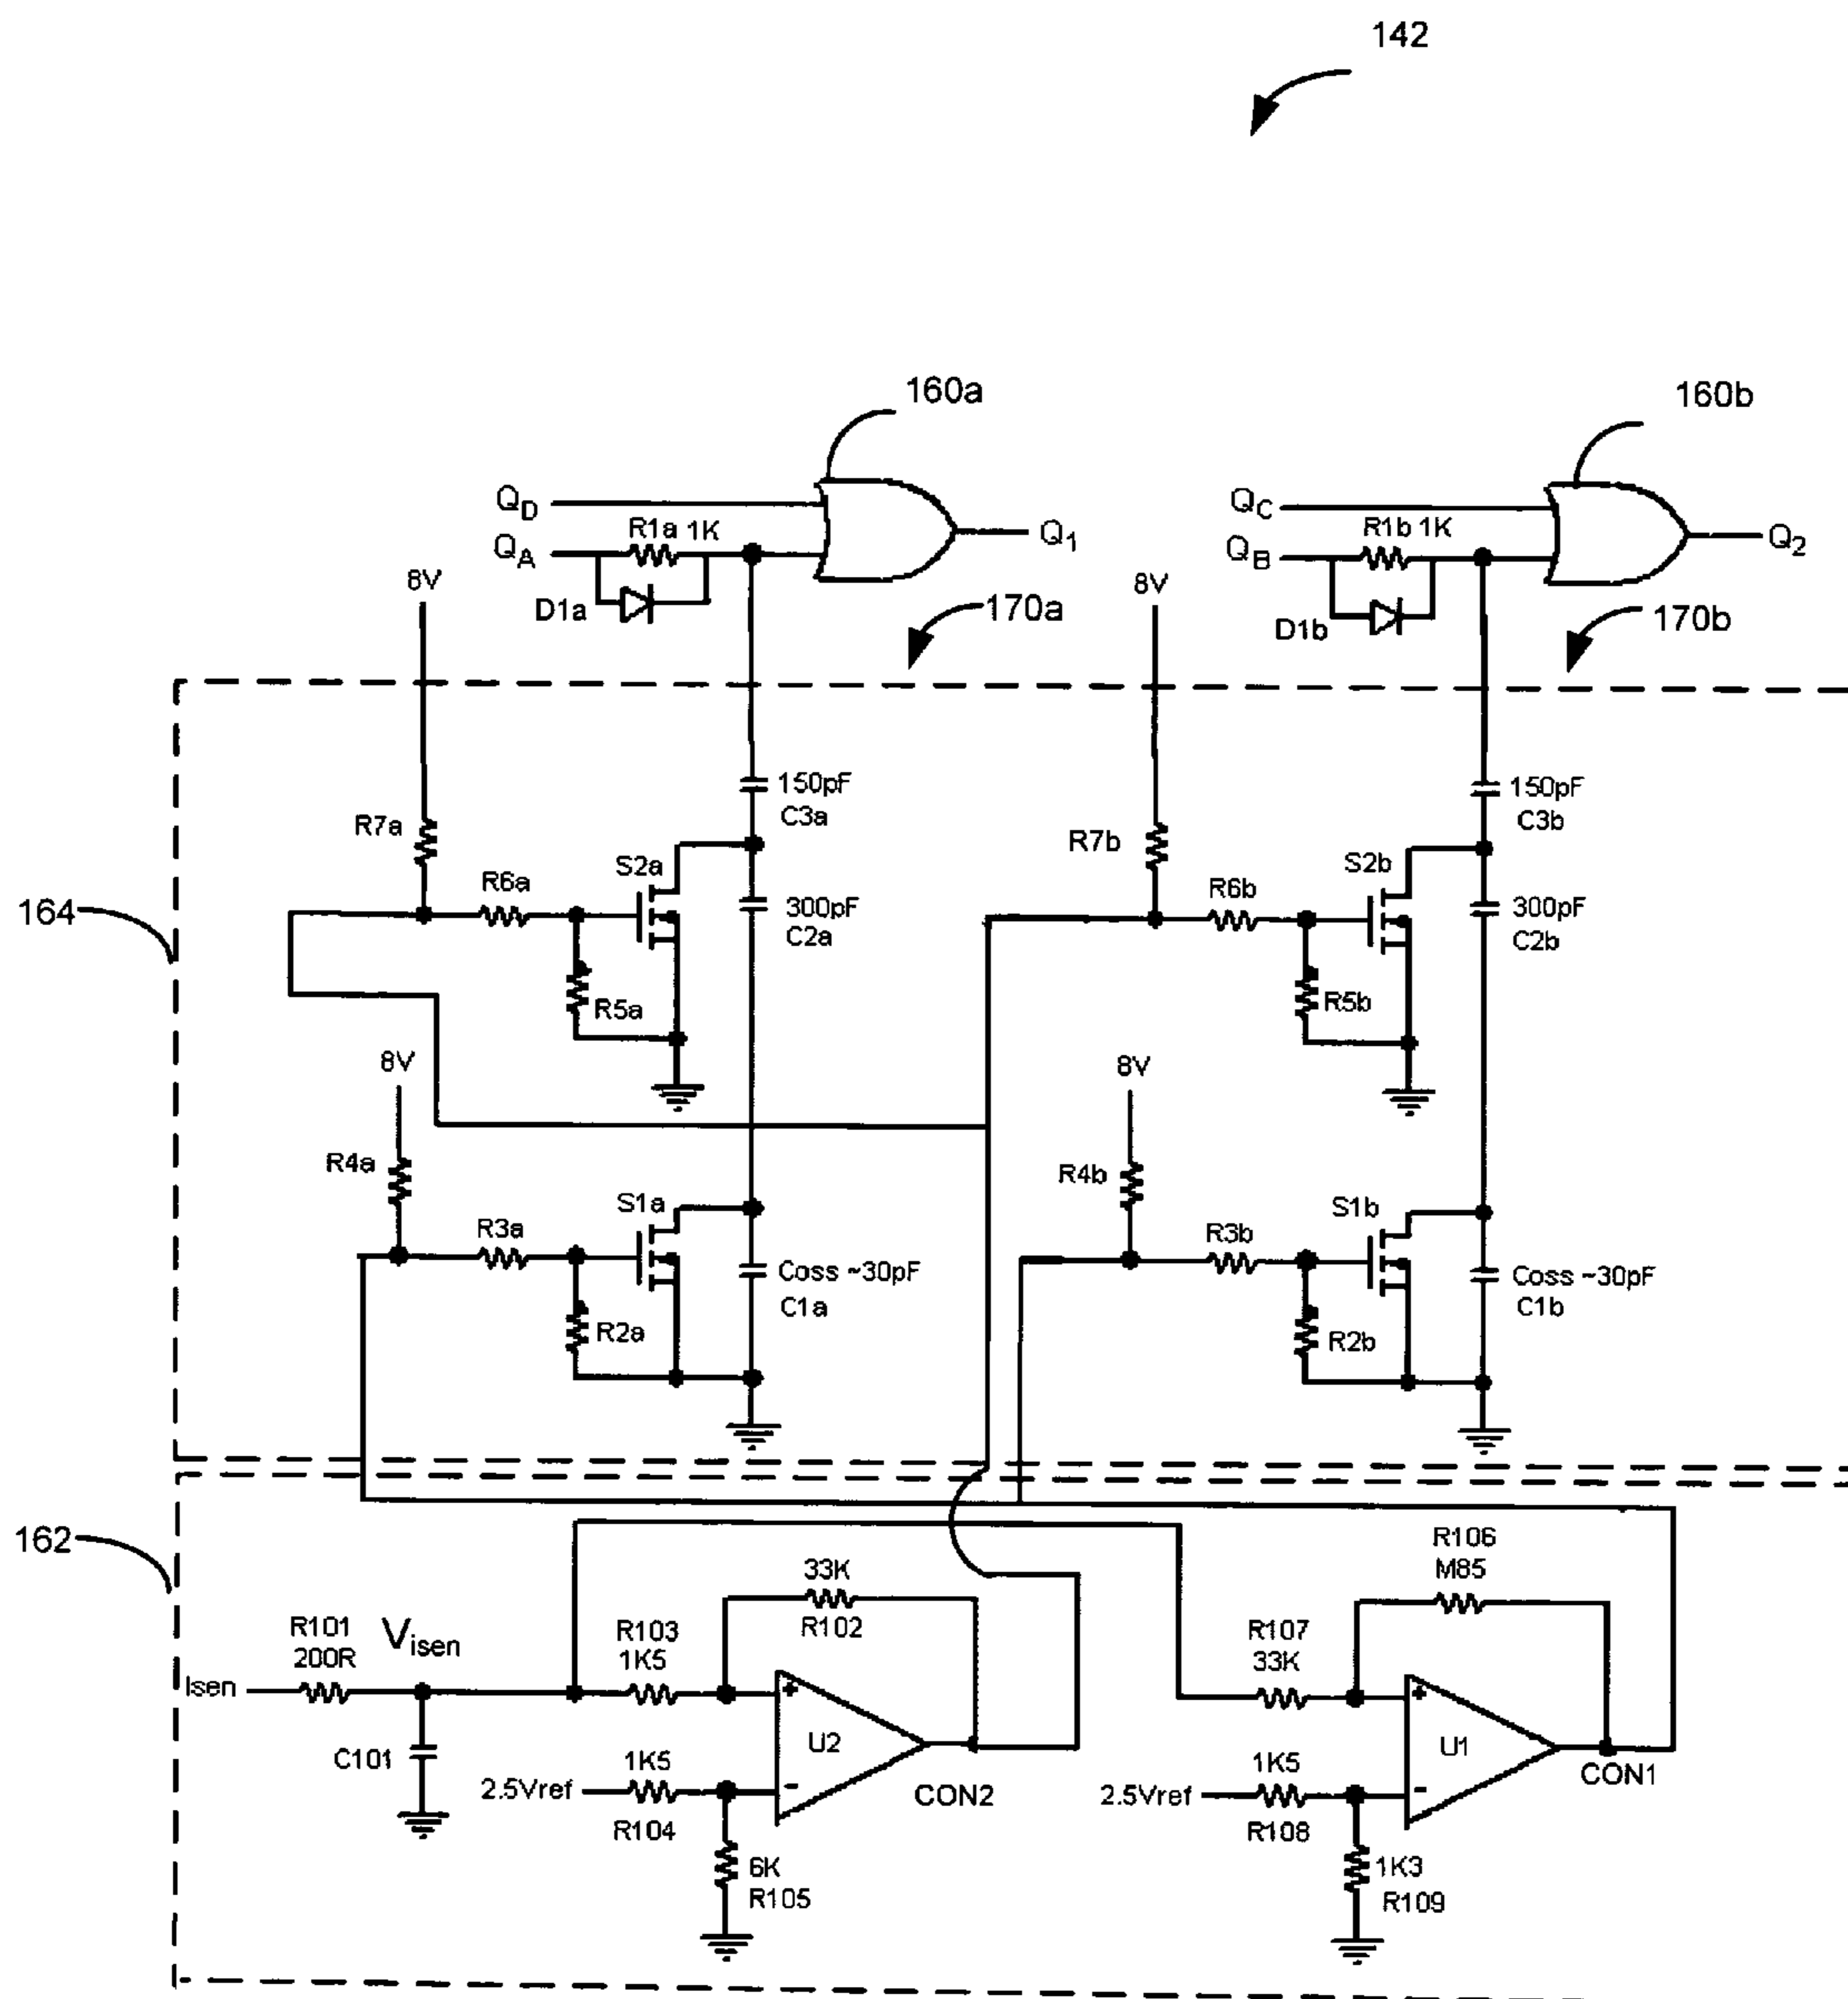 142
160a
160b
QD
R1a 1K
QA
Q1
D1a
8V
170a
QC
R1b 1K
QB
Q2
D1b
8V
170b
164
R7a
150pF
C3a
S2a
R6a
300pF
C2a
R5a
R7b
150pF
C3b
S2b
R6b
300pF
C2b
R5b
8V
R4a
S1a
R3a
Coss ~30pF
C1a
R2a
8V
R4b
S1b
R3b
Coss ~30pF
C1b
R2b
162
R101
200R
Visen
Isen
C101
33K
R102
R103
1K5
+
U2
-
1K5
2.5Vref
R104
CON2
6K
R105
R106
M85
R107
33K
+
U1
-
1K5
2.5Vref
R108
CON1
1K3
R109